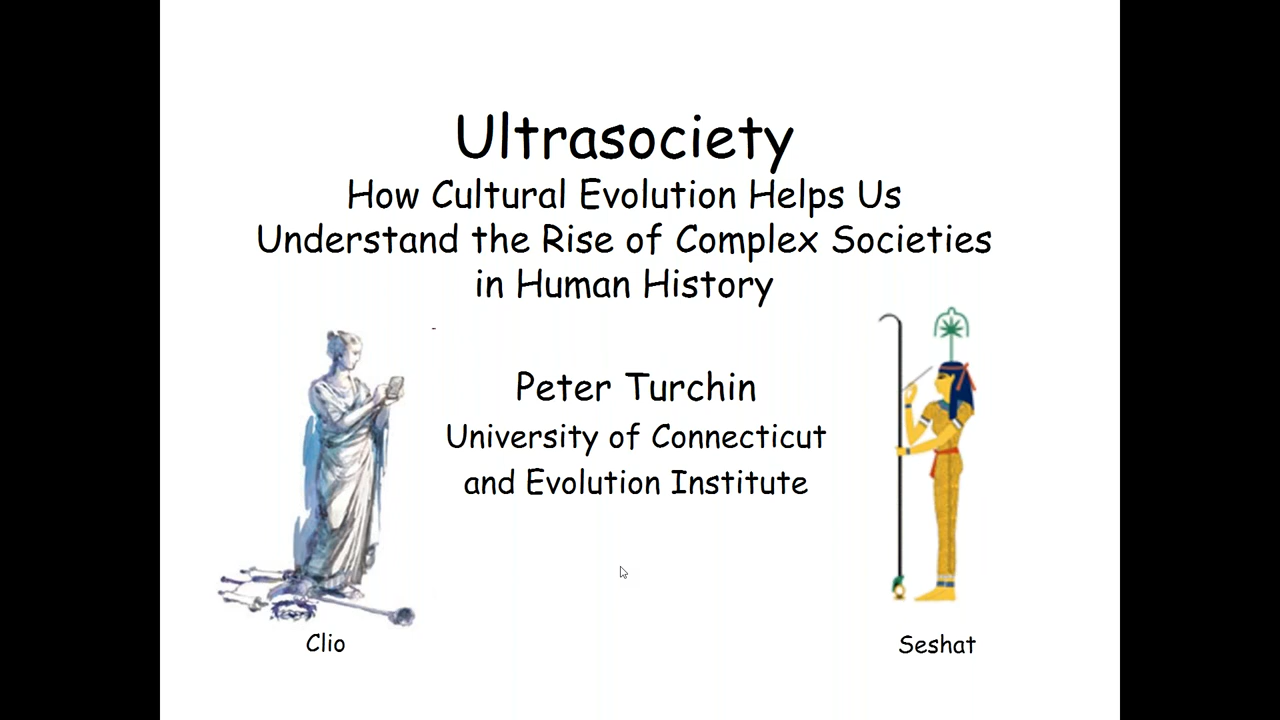 Ultrasociety
How Cultural Evolution Helps Us
Understand the Rise of Complex Societies
in Human History
Peter Turchin
University of Connecticut
and Evolution Institute
Clio
Seshat